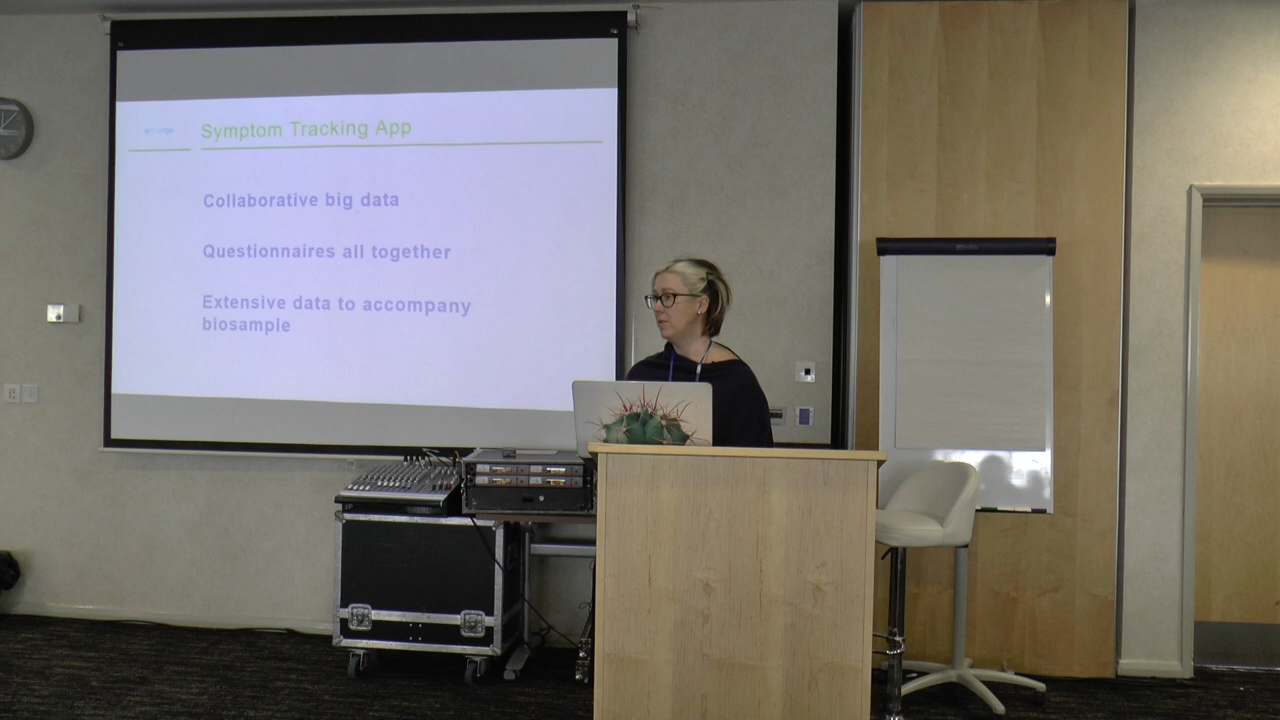 Symptom Tracking App
Collaborative big data
Questionnaires all together
Extensive data to accompany
biosample